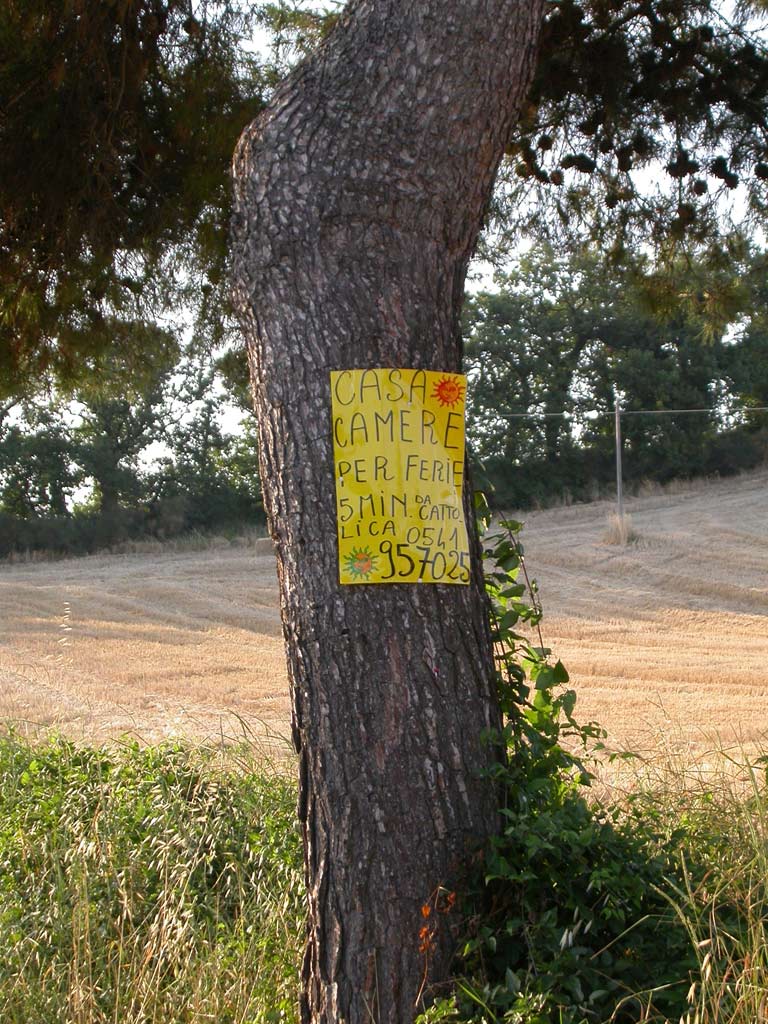 CASA
CAMERE
PER FERIE
5 MIN. DA CATTO
LICA 0541
957025